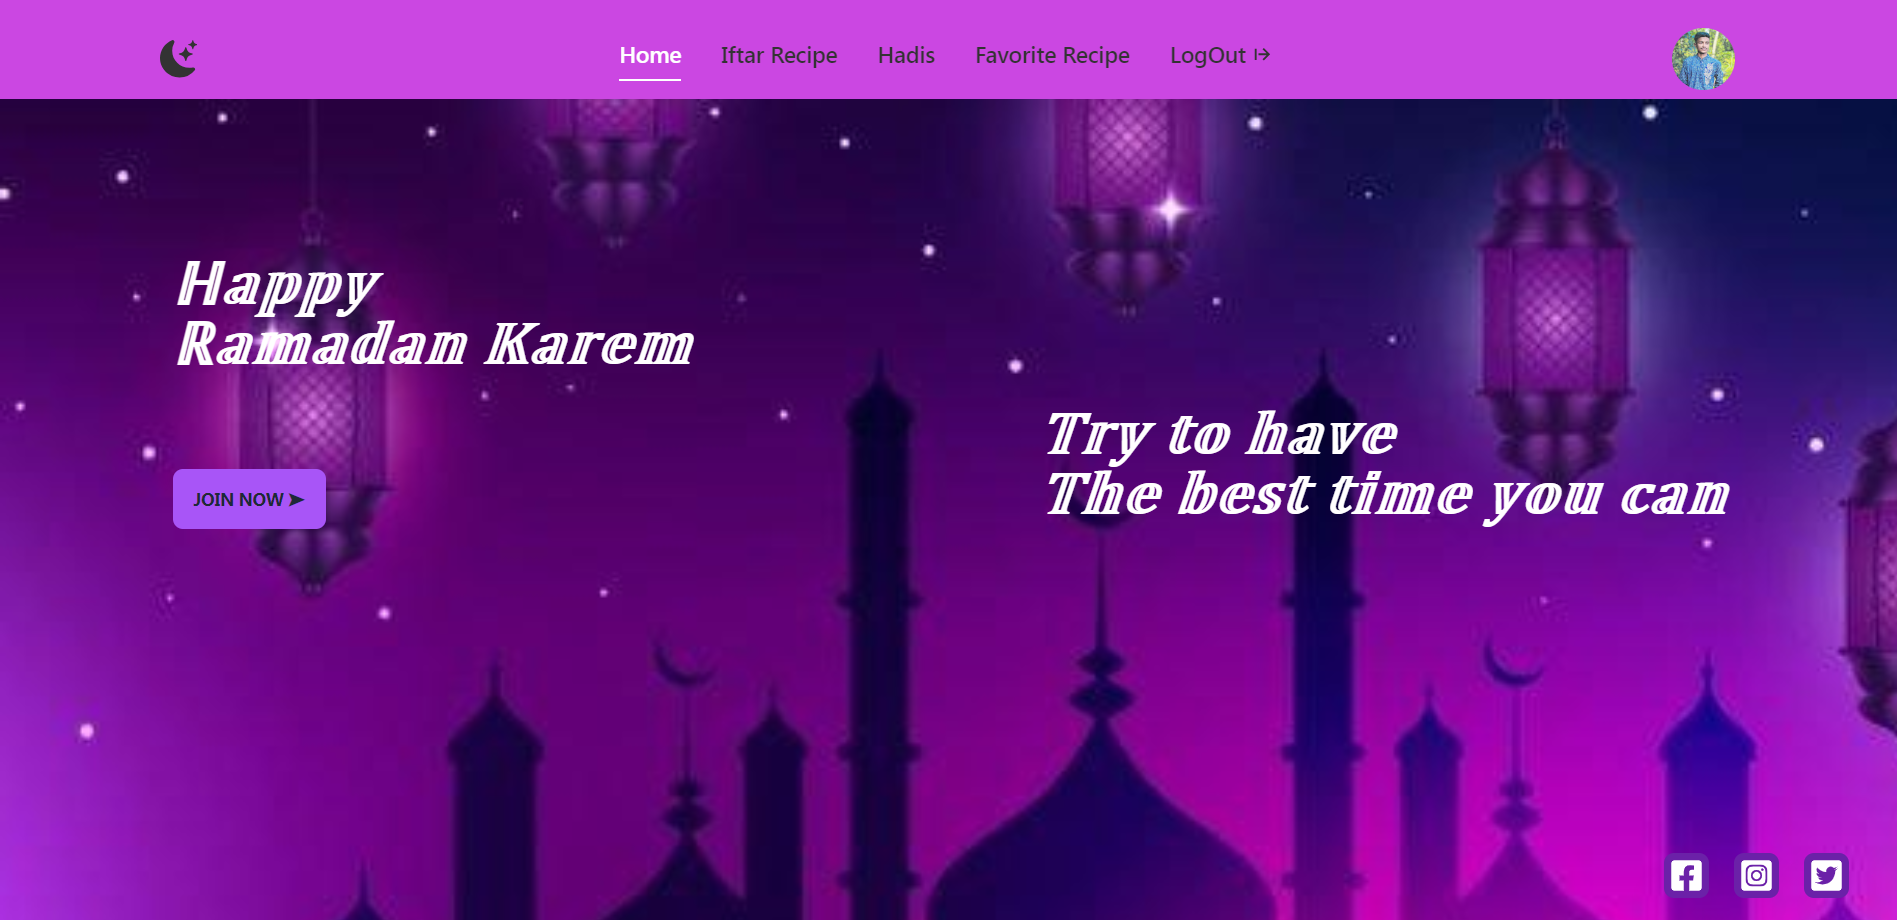 Home
Iftar Recipe
Hadis
Favorite Recipe
LogOut
Happy
Ramadan Karem
JOIN NOW
Try to have
The best time you can